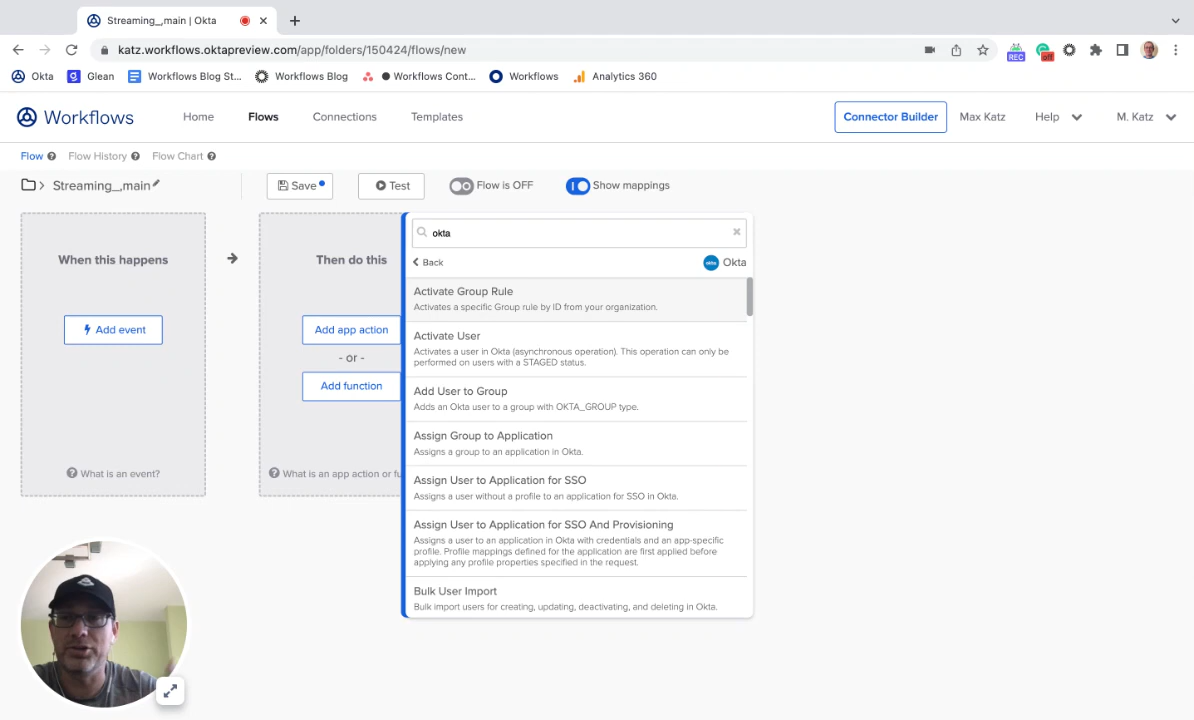 Streaming_,main | Okta
katz.workflows.oktapreview.com/app/folders/150424/flows/new
REC
off
Okta
Glean
Workflows Blog St...
Workflows Blog
Workflows Cont...
Workflows
Analytics 360
Workflows
Home
Flows
Connections
Templates
Connector Builder
Max Katz
Help
M. Katz
Flow
Flow History
Flow Chart
Streaming_,main
Save
Test
Flow is OFF
Show mappings
When this happens
Add event
What is an event?
Then do this
Add app action
- or -
Add function
What is an app action or fu
okta
Back
okta
Okta
Activate Group Rule
Activates a specific Group rule by ID from your organization.
Activate User
Activates a user in Okta (asynchronous operation). This operation can only be
performed on users with a STAGED status.
Add User to Group
Adds an Okta user to a group with OKTA_GROUP type.
Assign Group to Application
Assigns a group to an application in Okta.
Assign User to Application for SSO
Assigns a user without a profile to an application for SSO in Okta.
Assign User to Application for SSO And Provisioning
Assigns a user to an application in Okta with credentials and an app-specific
profile. Profile mappings defined for the application are first applied before
applying any profile properties specified in the request.
Bulk User Import
Bulk import users for creating, updating, deactivating, and deleting in Okta.